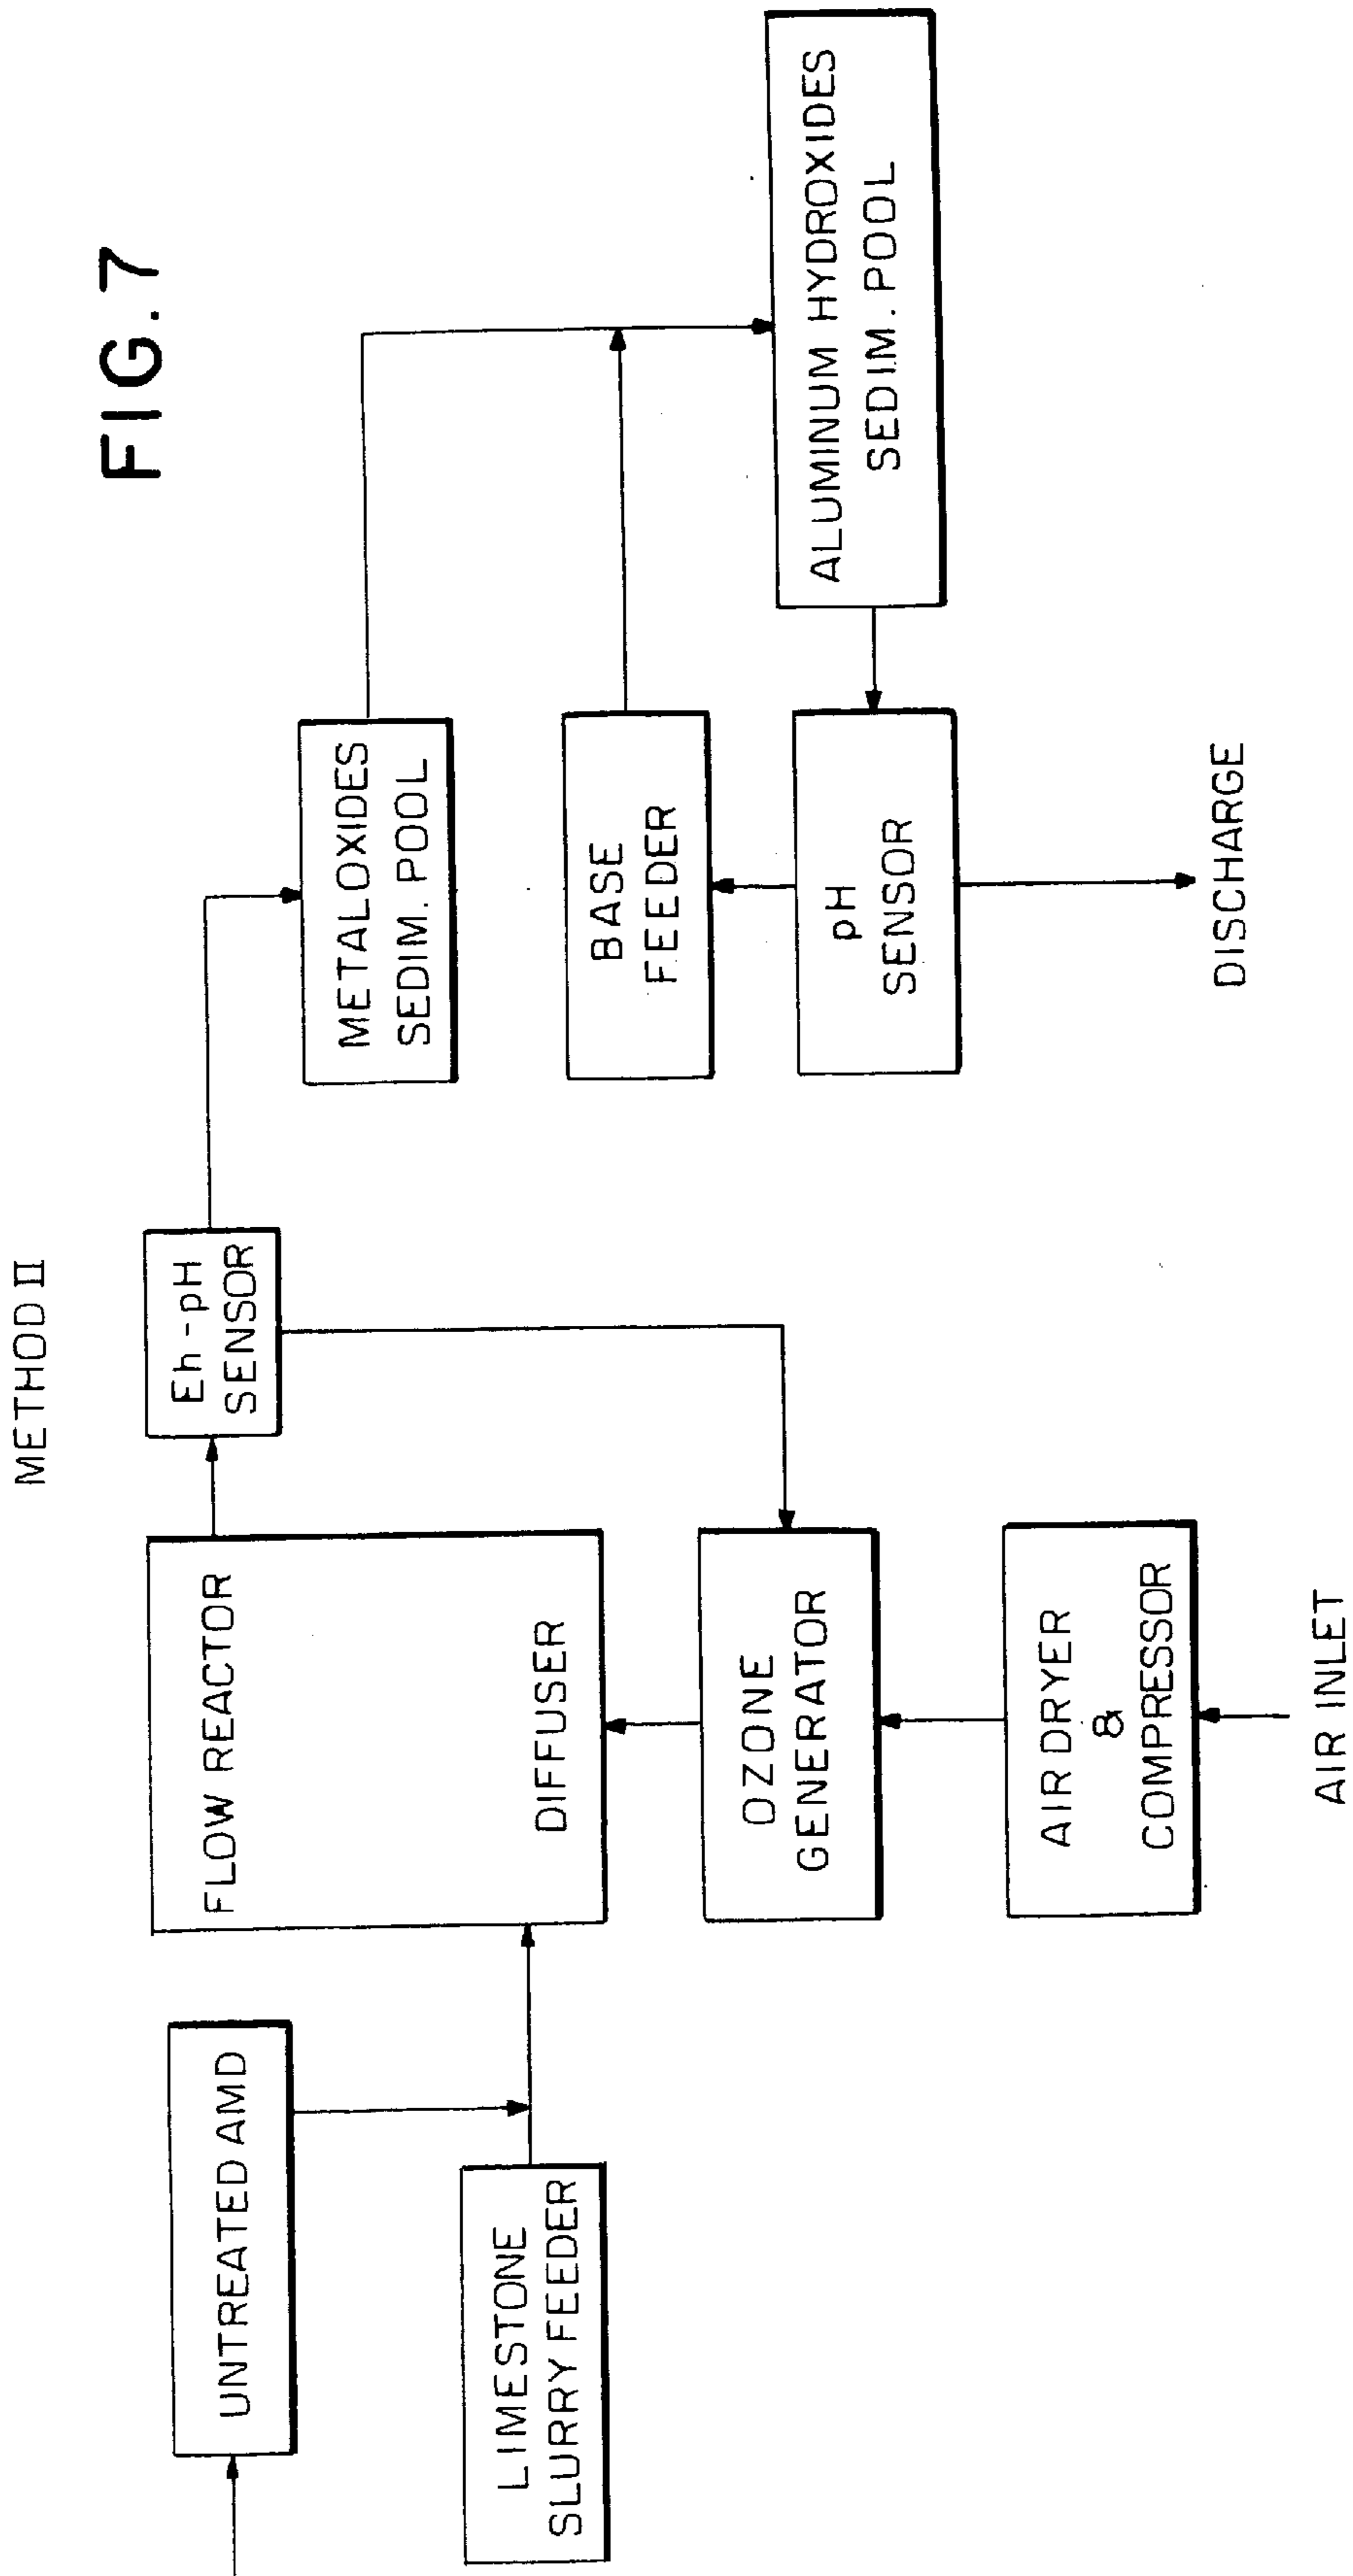 METHOD II
FIG.7
UNTREATED AMD
LIMESTONE
SLURRY FEEDER
FLOW REACTOR
DIFFUSER
OZONE
GENERATOR
AIR DRYER
&
COMPRESSOR
AIR INLET
Eh-pH
SENSOR
METALOXIDES
SEDIM. POOL
BASE
FEEDER
pH
SENSOR
DISCHARGE
ALUMINUM HYDROXIDES
SEDIM. POOL